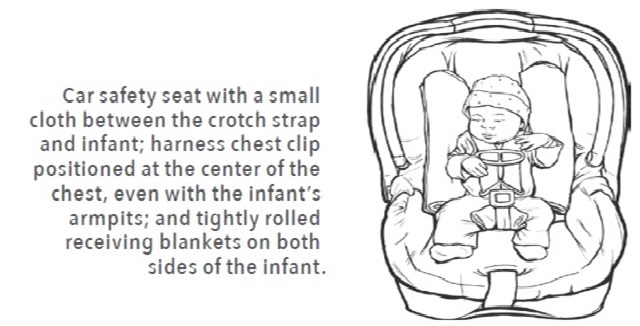 Car safety seat with a small
cloth between the crotch strap
and infant; harness chest clip
positioned at the center of the
chest, even with the infant's
armpits; and tightly rolled
receiving blankets on both
sides of the infant.